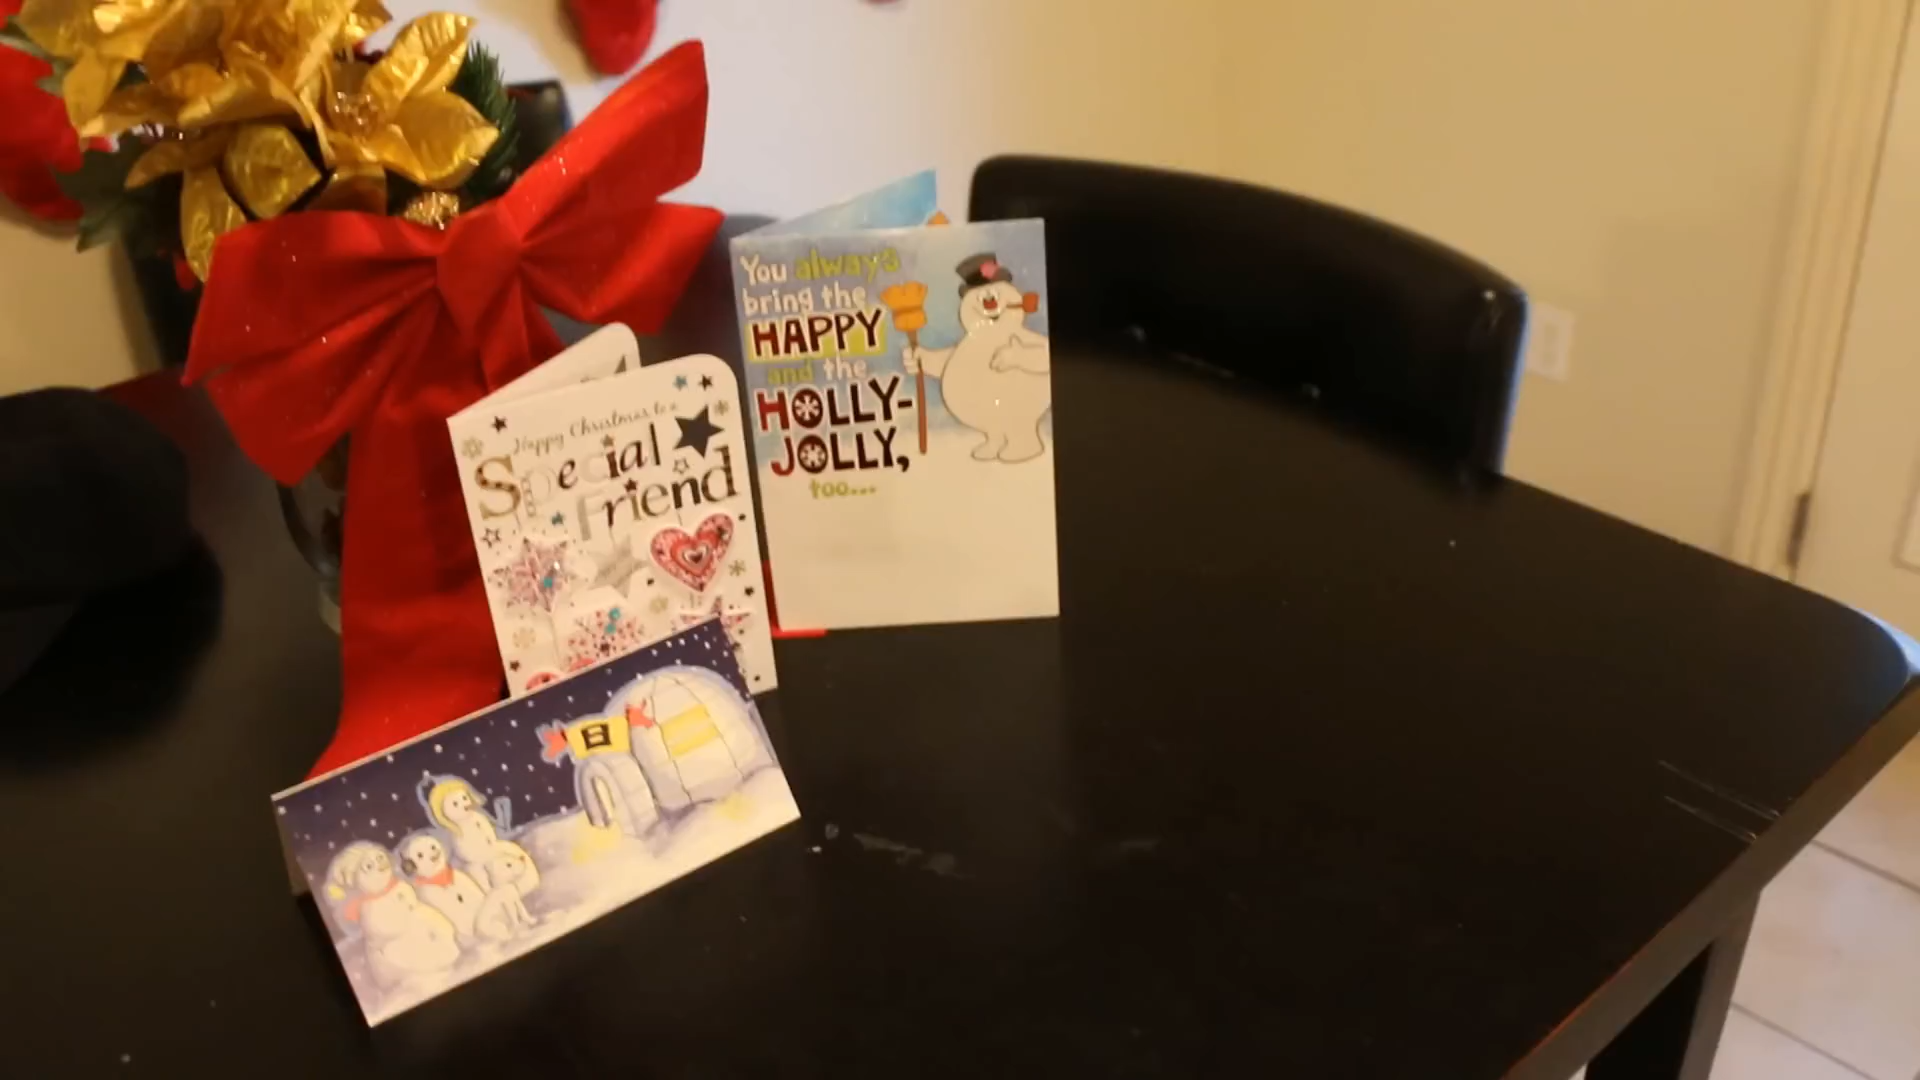 You always
bring the
HAPPY
and the
HOLLY-
JOLLY,
too...
Happy Christmas to a
Special
Friend